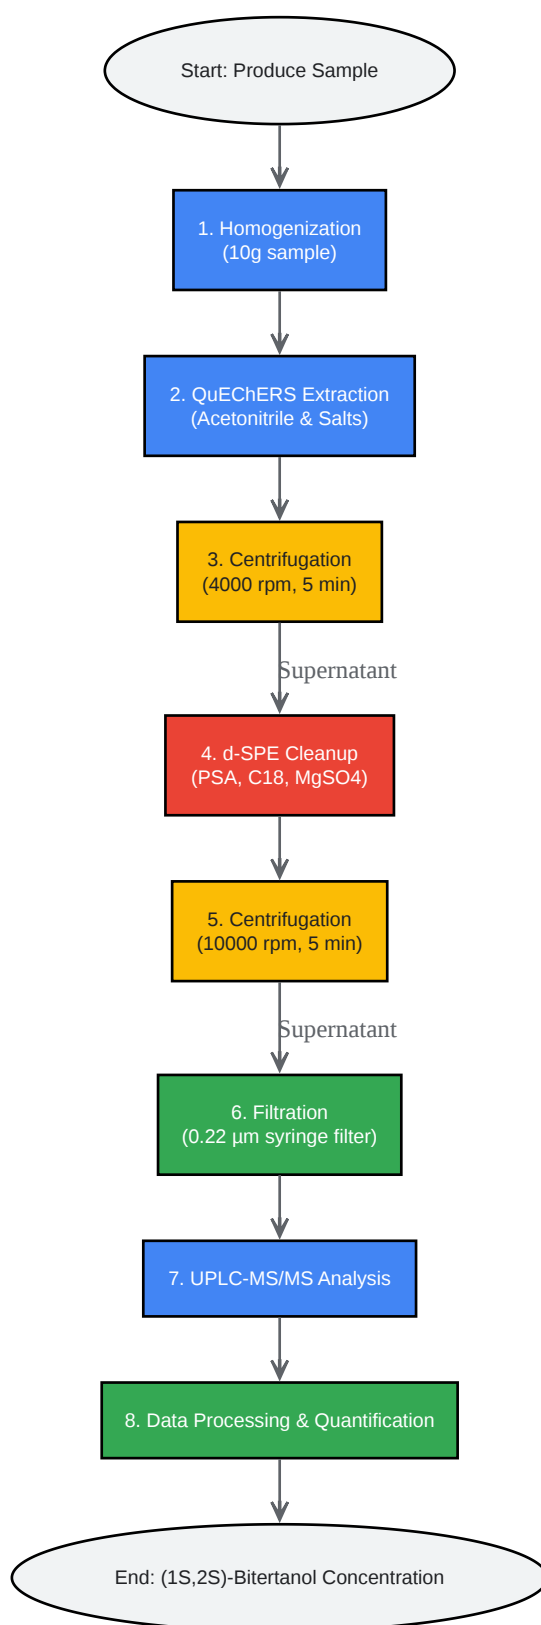 Start: Produce Sample
1. Homogenization
(10g sample)
2. QuEChERS Extraction
(Acetonitrile & Salts)
3. Centrifugation
(4000 rpm, 5 min)
Supernatant
4. d-SPE Cleanup
(PSA, C18, MgSO4)
5. Centrifugation
(10000 rpm, 5 min)
Supernatant
6. Filtration
(0.22 µm syringe filter)
7. UPLC-MS/MS Analysis
8. Data Processing & Quantification
End: (1S,2S)-Bitertanol Concentration